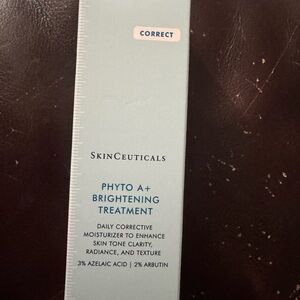 CORRECT
SKINCEUTICALS
PHYTO A+
BRIGHTENING
TREATMENT
DAILY CORRECTIVE
MOISTURIZER TO ENHANCE
SKIN TONE CLARITY,
RADIANCE, AND TEXTURE
3% AZELAIC ACID | 2% ARBUTIN